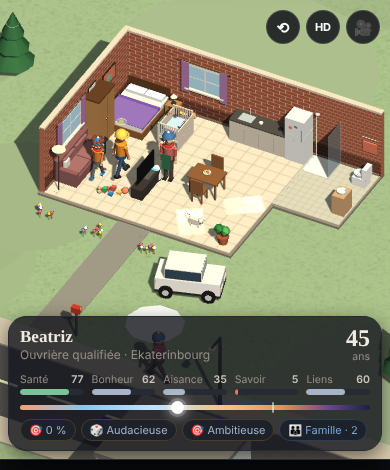 HD
Beatriz
45
Ouvrière qualifiée · Ekaterinbourg
ans
Santé 77 Bonheur 62 Aisance 35 Savoir 5 Liens 60
0 % Audacieuse Ambitieuse Famille · 2